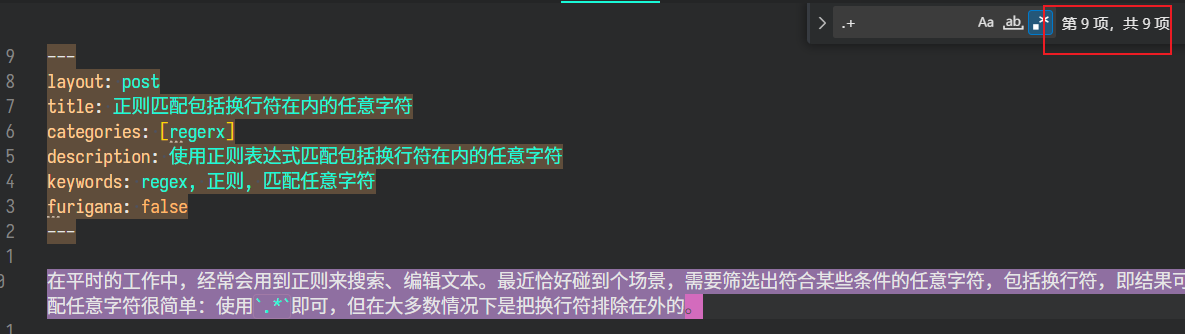 .+ Aa ab 第 9 项，共 9 项
9 ---
8 layout: post
7 title: 正则匹配包括换行符在内的任意字符
6 categories: [regerx]
5 description: 使用正则表达式匹配包括换行符在内的任意字符
4 keywords: regex, 正则, 匹配任意字符
3 furigana: false
2 ---
1
0 在平时的工作中，经常会用到正则来搜索、编辑文本。最近恰好碰到个场景，需要筛选出符合某些条件的任意字符，包括换行符，即结果可
配任意字符很简单：使用`.*`即可，但在大多数情况下是把换行符排除在外的。
1